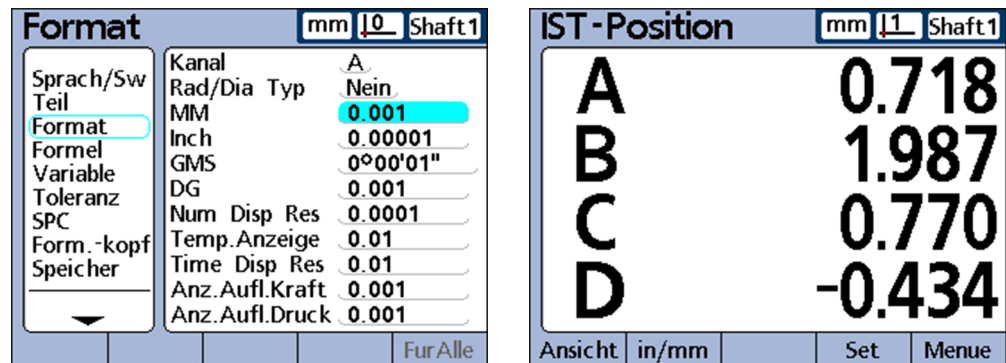 Format mm 0 Shaft1
Sprach/Sw
Teil
Format
Formel
Variable
Toleranz
SPC
Form.-kopf
Speicher
Kanal A
Rad/Dia Typ Nein
MM 0.001
Inch 0.00001
GMS 0°00'01"
DG 0.001
Num Disp Res 0.0001
Temp.Anzeige 0.01
Time Disp Res 0.01
Anz.Aufl.Kraft 0.001
Anz.Aufl.Druck 0.001
FurAlle
IST-Position mm 1 Shaft1
A 0.718
B 1.987
C 0.770
D -0.434
Ansicht in/mm Set Menue